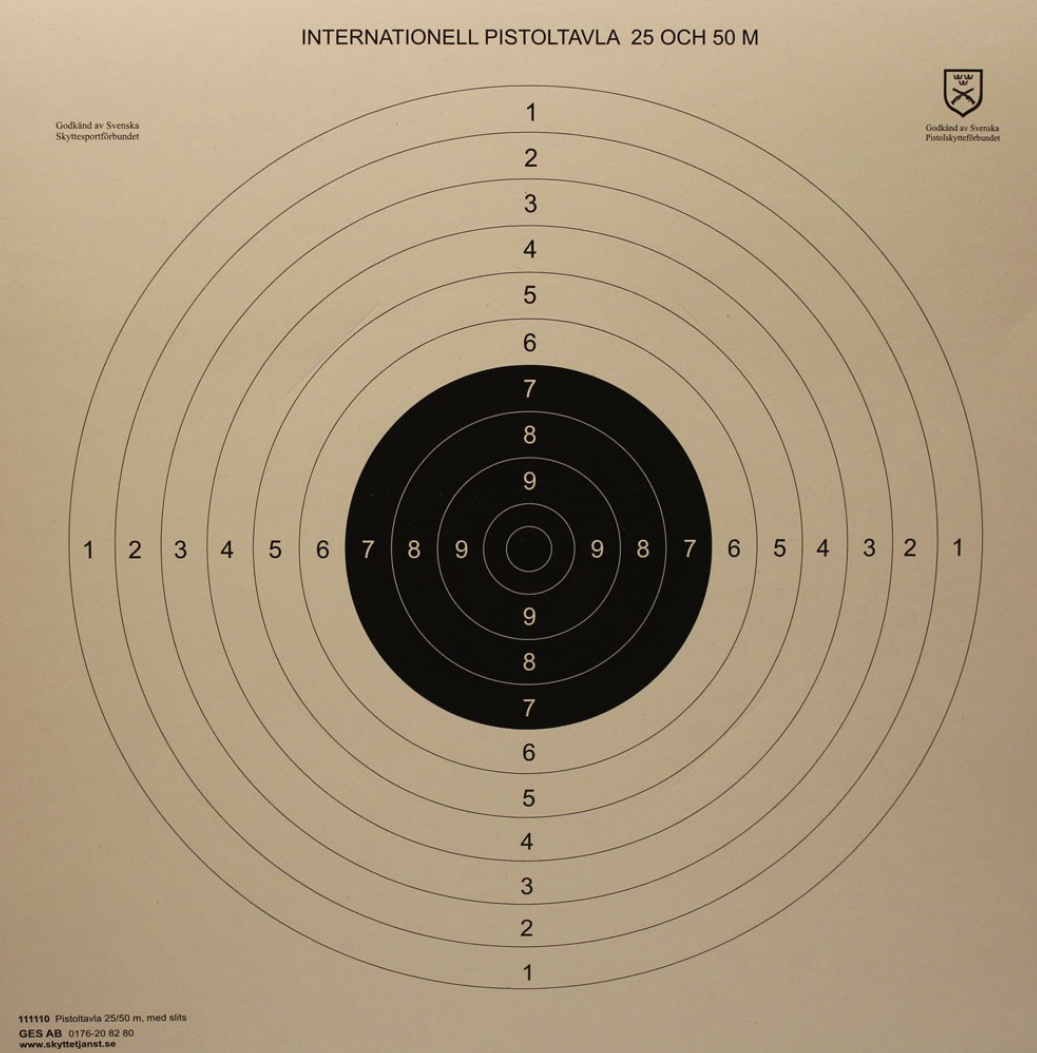 INTERNATIONELL PISTOLTAVLA 25 OCH 50 M
Godkänd av Svenska
Skyttesportförbundet
Godkänd av Svenska
Pistolskytteförbundet
1
2
3
4
5
6
7
8
9
1 2 3 4 5 6 7 8 9 9 8 7 6 5 4 3 2 1
9
8
7
6
5
4
3
2
1
111110 Pistoltavla 25/50 m, med slits
GES AB 0176-20 82 80
www.skyttetjanst.se